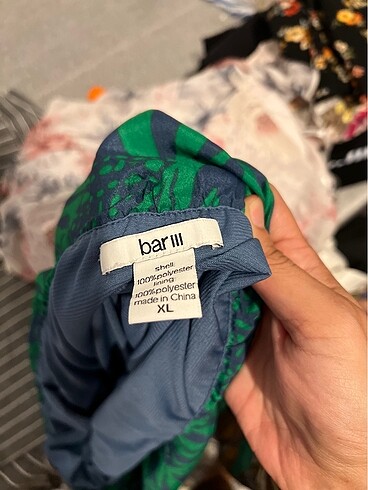 bar III
shell:
100%polyester
lining:
100%polyester
made in China
XL